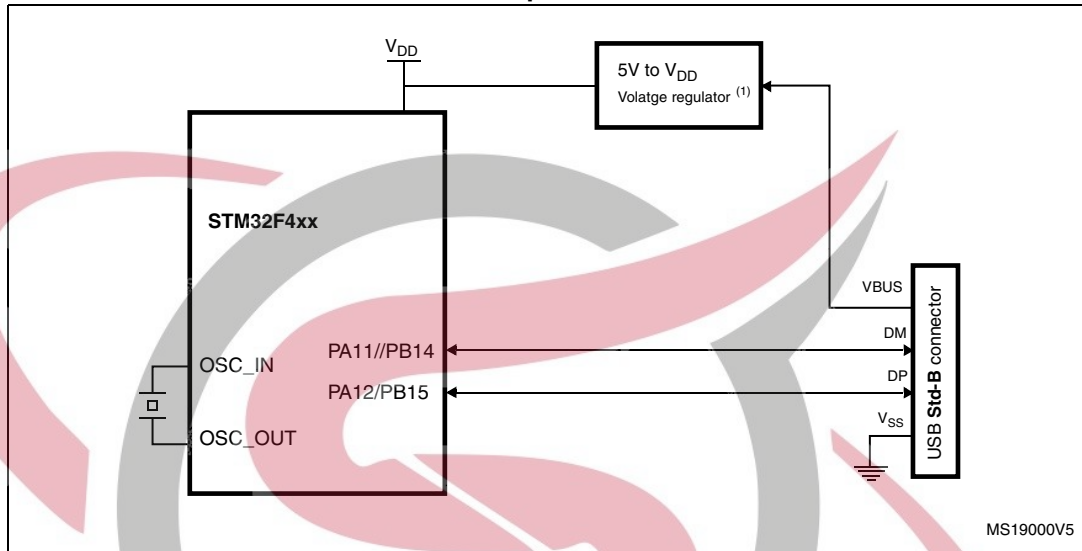 V_DD
5V to V_DD
Volatge regulator (1)
STM32F4xx
VBUS
DM
PA11//PB14
DP
OSC_IN
PA12/PB15
V_SS
OSC_OUT
USB Std-B connector
MS19000V5